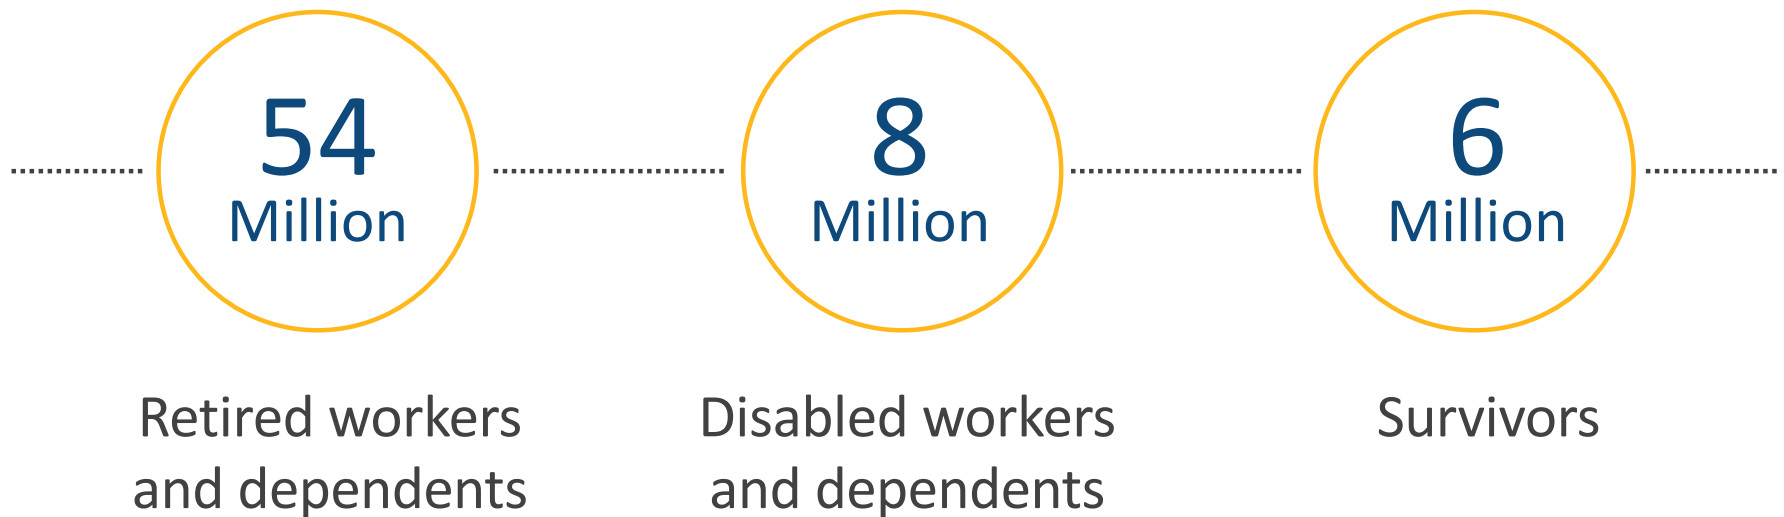 54
Million
Retired workers
and dependents
8
Million
Disabled workers
and dependents
6
Million
Survivors